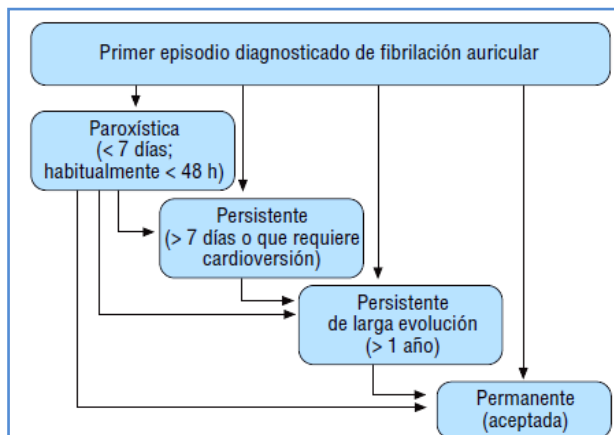 Primer episodio diagnosticado de fibrilación auricular
Paroxística
(< 7 días;
habitualmente < 48 h)
Persistente
(> 7 días o que requiere
cardioversión)
Persistente
de larga evolución
(> 1 año)
Permanente
(aceptada)